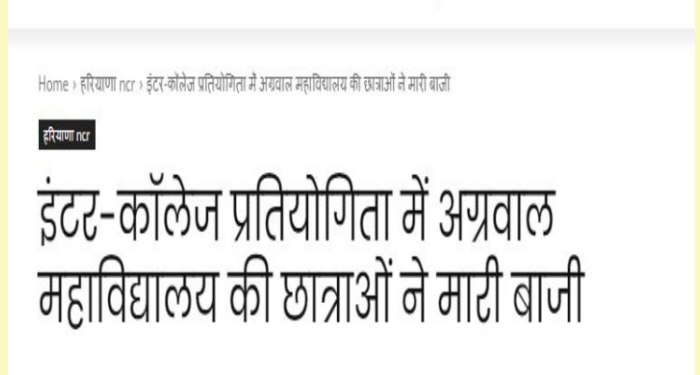 Home › हरियाणा ncr › इंटर-कॉलेज प्रतियोगिता में अग्रवाल महाविद्यालय की छात्राओं ने मारी बाजी
हरियाणा ncr
इंटर-कॉलेज प्रतियोगिता में अग्रवाल
महाविद्यालय की छात्राओं ने मारी बाजी